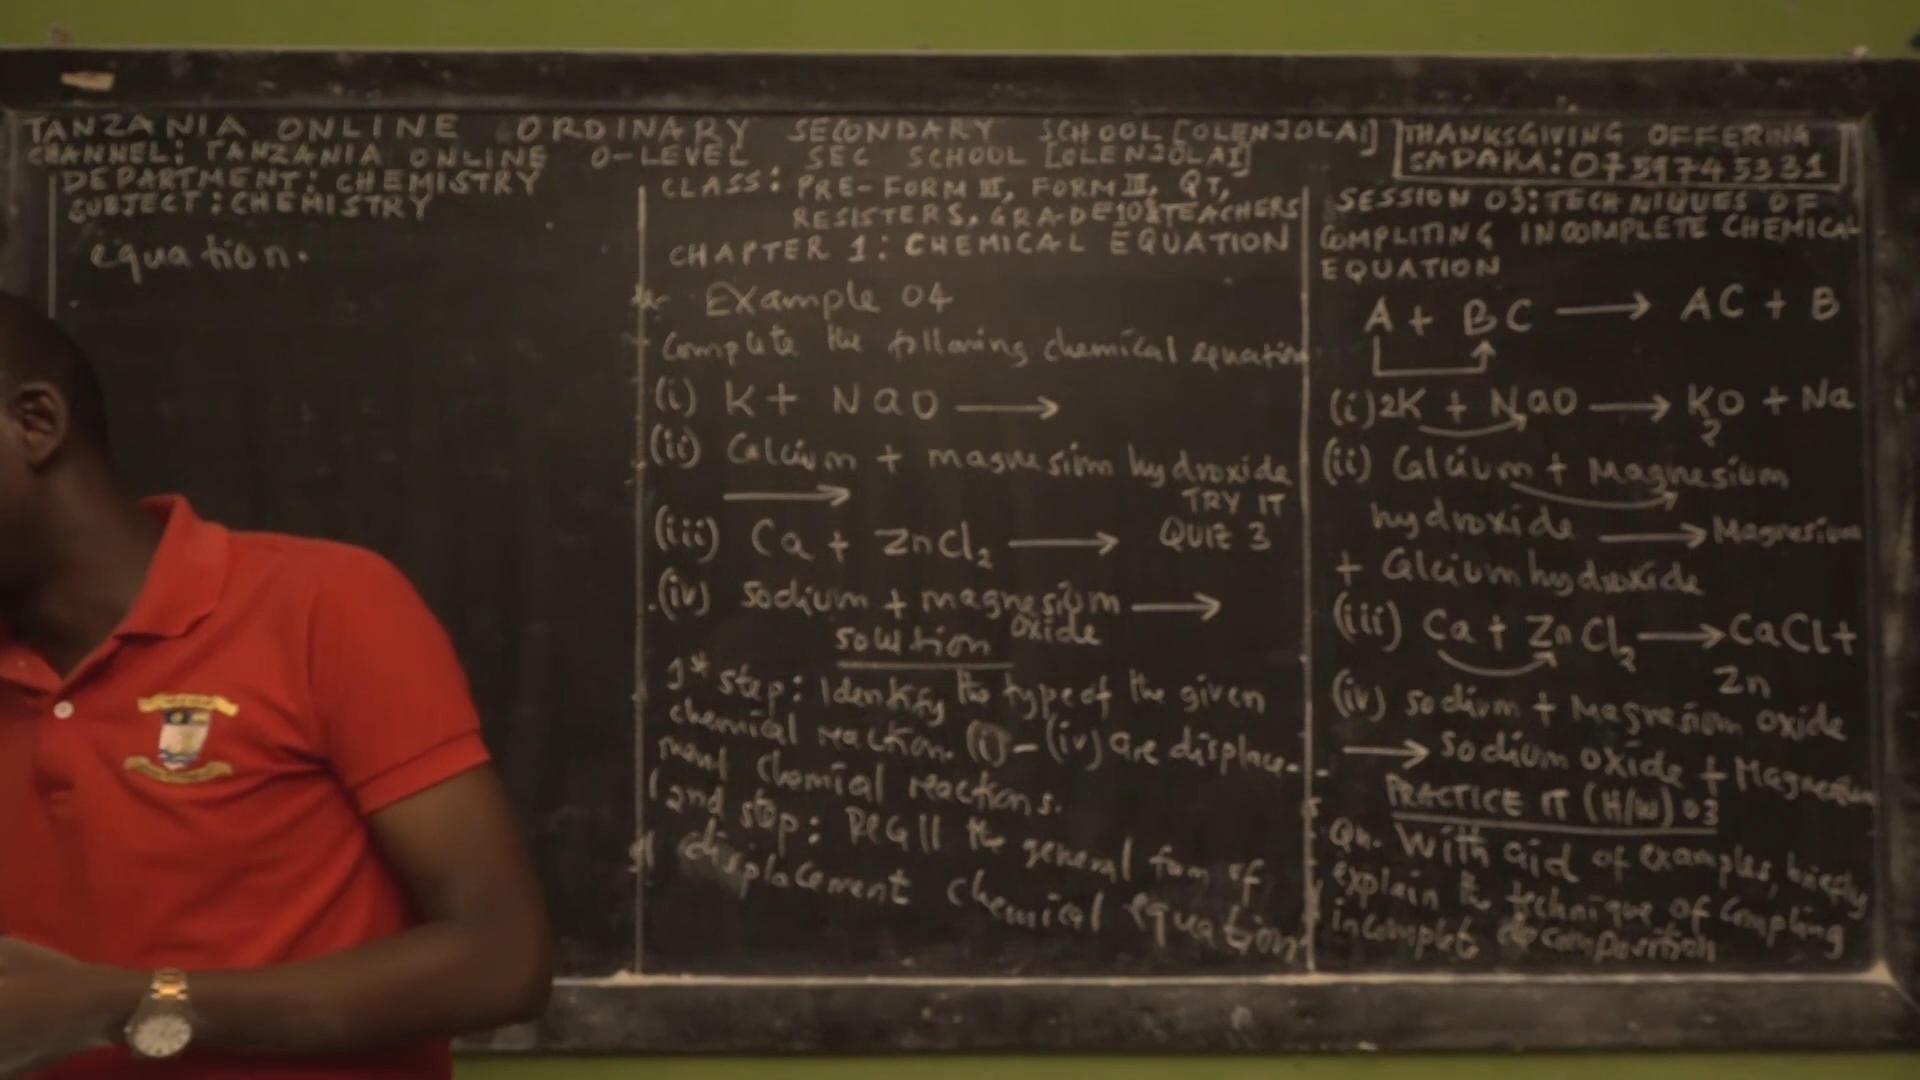 TANZANIA ONLINE ORDINARY SECONDARY SCHOOL [OLENJOLAI]
CHANNEL: TANZANIA ONLINE O-LEVEL SEC SCHOOL [OLENJOLAI]
DEPARTMENT: CHEMISTRY
SUBJECT: CHEMISTRY
equation.
CLASS: PRE-FORM III, FORM III, QT,
RESISTERS, GRADE 10 & TEACHERS
CHAPTER 1: CHEMICAL EQUATION
Example 04
Complete the following chemical equation
(i) K + NaO →
(ii) Calcium + magnesium hydroxide
→ TRY IT
(iii) Ca + ZnCl2 → QUIZ 3
(iv) sodium + magnesium →
oxide
solution
1st step: Identify the type of the given
chemical reaction. (i) - (iv) are displace-
ment chemical reactions.
2nd step: Recall the general form of
displacement chemical equation
THANKSGIVING OFFERING
SADAKA: 0759745331
SESSION 03: TECHNIQUES OF
COMPLITING INCOMPLETE CHEMICAL
EQUATION
A + BC → AC + B
(i) 2K + NaO → K2O + Na
(ii) Calcium + Magnesium
hydroxide → Magnesium
+ Calcium hydroxide
(iii) Ca + ZnCl2 → CaCl +
Zn
(iv) sodium + Magnesium oxide
→ sodium oxide + Magnesium
PRACTICE IT (H/W) 03
Qn. With aid of examples, briefly
explain the technique of compling
incomplete decomposition